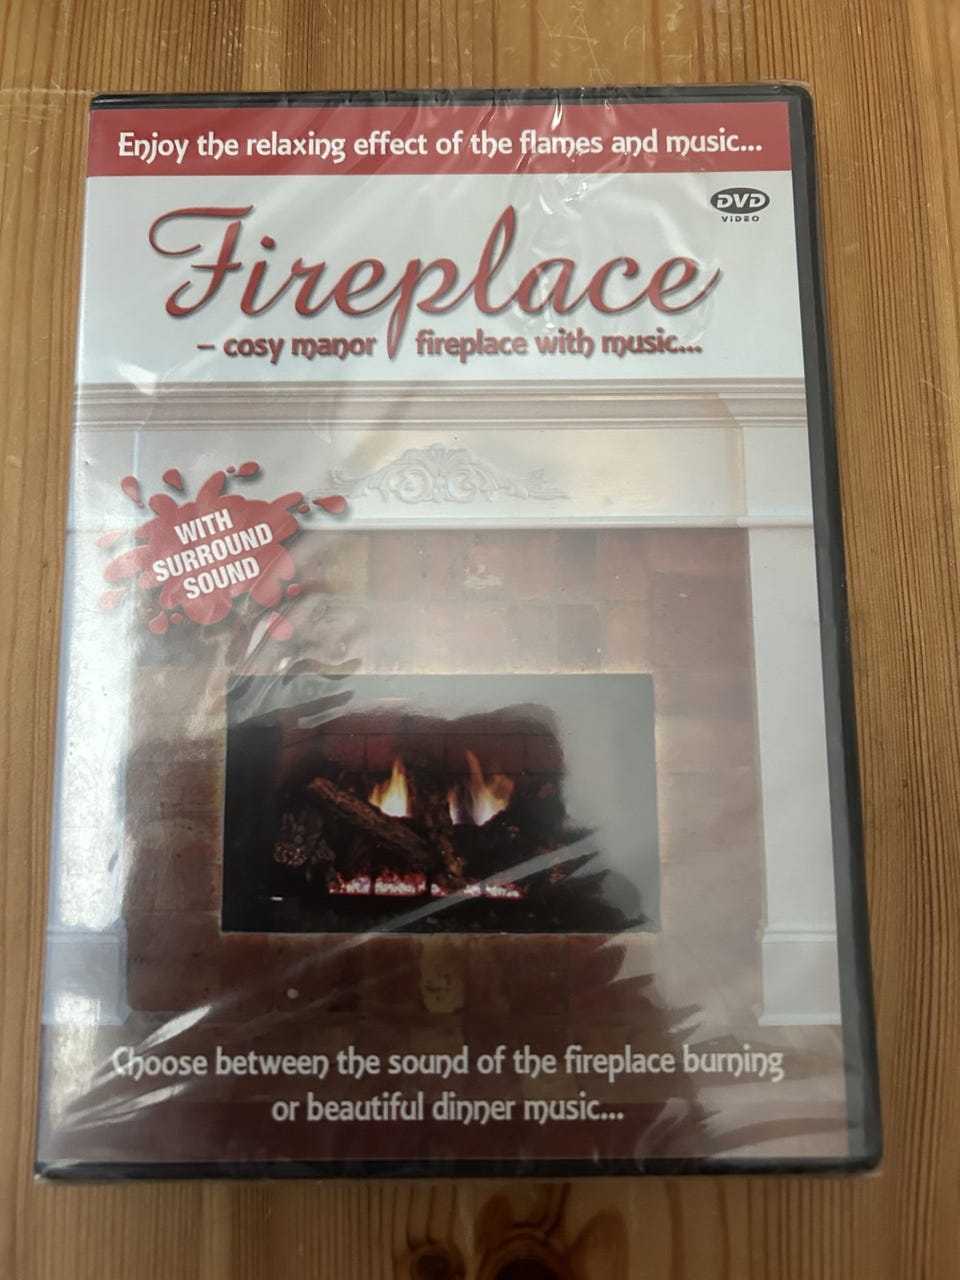 Enjoy the relaxing effect of the flames and music...
DVD
VIDEO
Fireplace
– cosy manor fireplace with music...
WITH
SURROUND
SOUND
Choose between the sound of the fireplace burning
or beautiful dinner music...